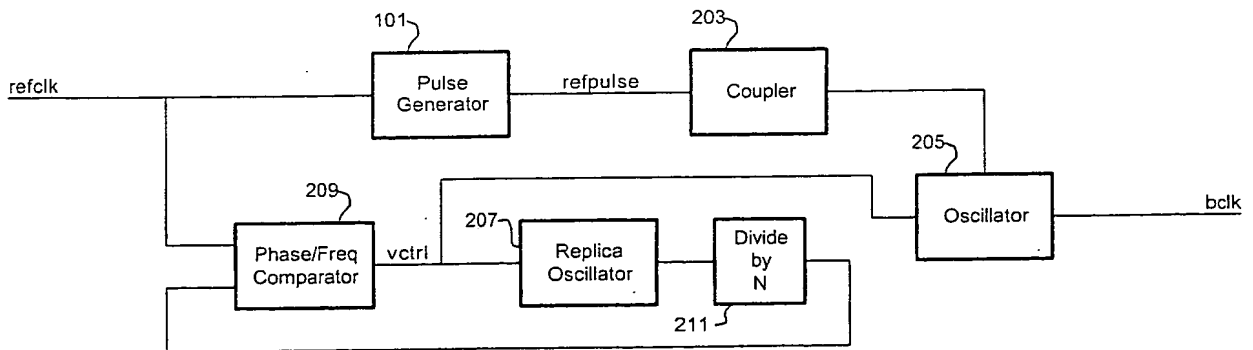 101
203
refclk
Pulse
Generator
refpulse
Coupler
205
Oscillator
bclk
209
207
Phase/Freq
Comparator
vctrl
Replica
Oscillator
Divide
by
N
211